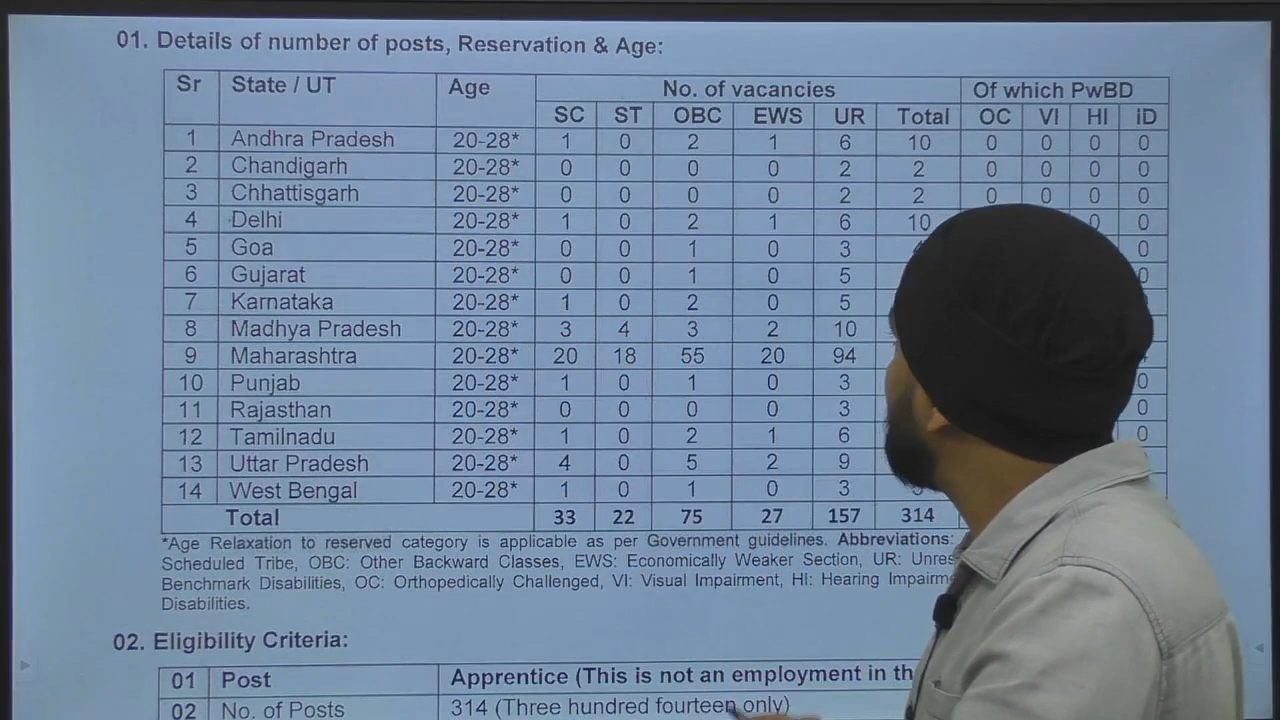 01. Details of number of posts, Reservation & Age:
Sr State / UT Age No. of vacancies Of which PwBD
SC ST OBC EWS UR Total OC VI HI ID
1 Andhra Pradesh 20-28* 1 0 2 1 6 10 0 0 0 0
2 Chandigarh 20-28* 0 0 0 0 2 2 0 0 0 0
3 Chhattisgarh 20-28* 0 0 0 0 2 2 0 0 0 0
4 Delhi 20-28* 1 0 2 1 6 10 0 0
5 Goa 20-28* 0 0 1 0 3 0
6 Gujarat 20-28* 0 0 1 0 5 0
7 Karnataka 20-28* 1 0 2 0 5 0
8 Madhya Pradesh 20-28* 3 4 3 2 10
9 Maharashtra 20-28* 20 18 55 20 94
10 Punjab 20-28* 1 0 1 0 3 0
11 Rajasthan 20-28* 0 0 0 0 3 0
12 Tamilnadu 20-28* 1 0 2 1 6 0
13 Uttar Pradesh 20-28* 4 0 5 2 9
14 West Bengal 20-28* 1 0 1 0 3
Total 33 22 75 27 157 314
*Age Relaxation to reserved category is applicable as per Government guidelines. Abbreviations:
Scheduled Tribe, OBC: Other Backward Classes, EWS: Economically Weaker Section, UR:
Benchmark Disabilities, OC: Orthopedically Challenged, VI: Visual Impairment, HI: Hearing
Disabilities.
02. Eligibility Criteria:
01 Post Apprentice (This is not an employment in
02 No. of Posts 314 (Three hundred fourteen only)